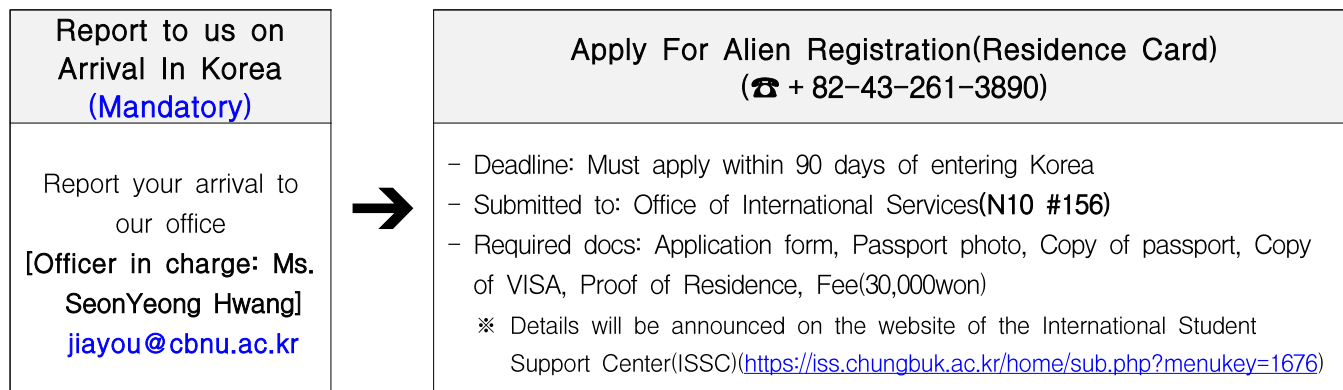 Report to us on
Arrival In Korea
(Mandatory)
Report your arrival to
our office
[Officer in charge: Ms.
SeonYeong Hwang]
jiayou@cbnu.ac.kr
➔
Apply For Alien Registration(Residence Card)
(☎ + 82-43-261-3890)
- Deadline: Must apply within 90 days of entering Korea
- Submitted to: Office of International Services(N10 #156)
- Required docs: Application form, Passport photo, Copy of passport, Copy
of VISA, Proof of Residence, Fee(30,000won)
※ Details will be announced on the website of the International Student
Support Center(ISSC)(https://iss.chungbuk.ac.kr/home/sub.php?menukey=1676)